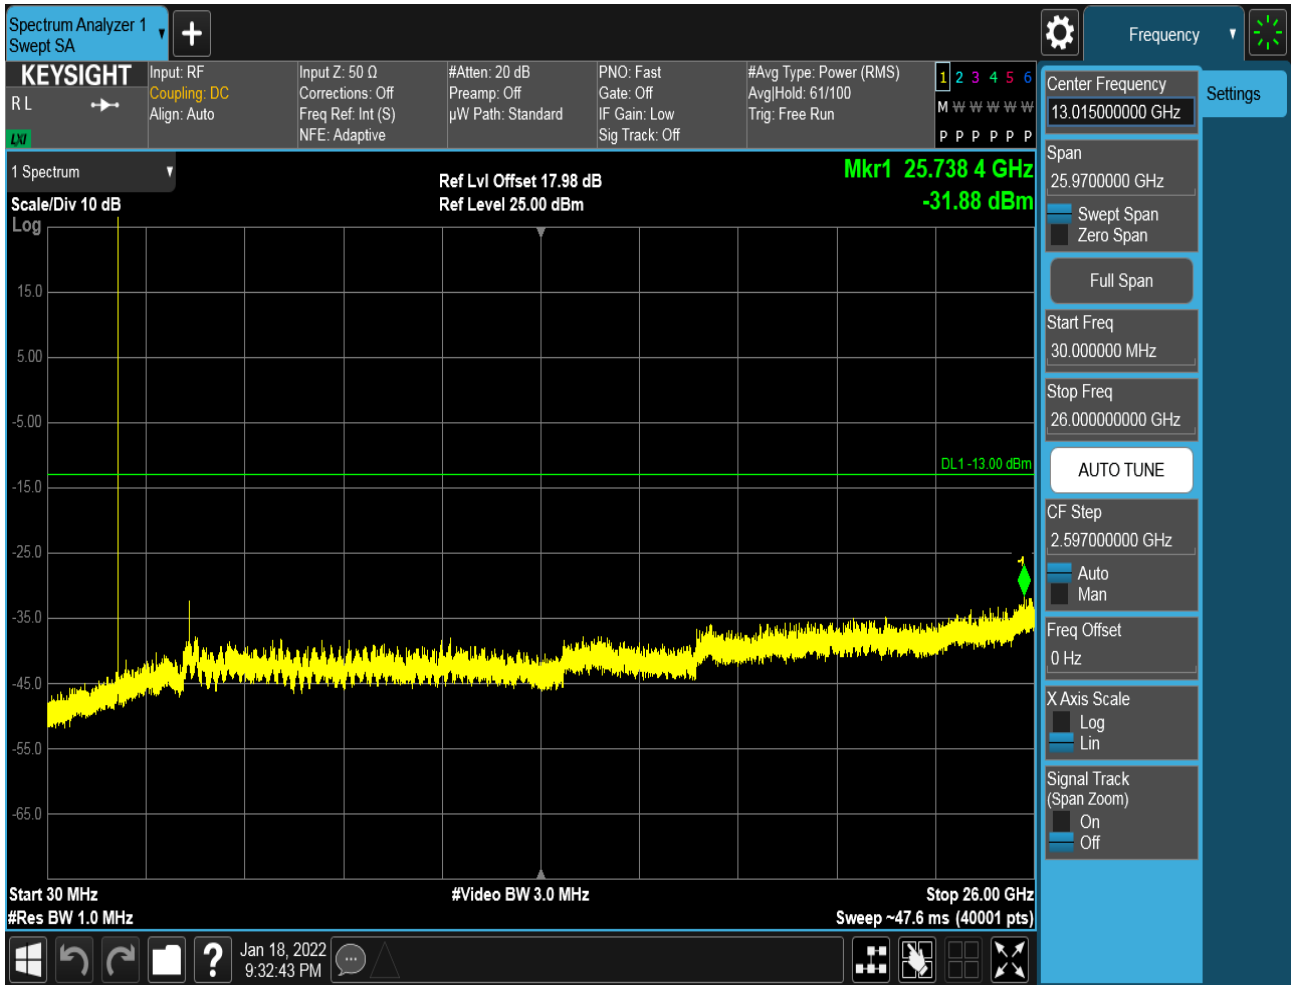 Spectrum Analyzer 1
Swept SA
Frequency
KEYSIGHT
R L
LXI
Input: RF
Coupling: DC
Align: Auto
Input Z: 50 Ω
Corrections: Off
Freq Ref: Int (S)
NFE: Adaptive
#Atten: 20 dB
Preamp: Off
µW Path: Standard
PNO: Fast
Gate: Off
IF Gain: Low
Sig Track: Off
#Avg Type: Power (RMS)
Avg|Hold: 61/100
Trig: Free Run
1 2 3 4 5 6
M W W W W W
P P P P P P
1 Spectrum
Scale/Div 10 dB
Log
Ref Lvl Offset 17.98 dB
Ref Level 25.00 dBm
Mkr1 25.738 4 GHz
-31.88 dBm
15.0
5.00
-5.00
-15.0
-25.0
-35.0
-45.0
-55.0
-65.0
DL1 -13.00 dBm
1
Start 30 MHz
#Res BW 1.0 MHz
#Video BW 3.0 MHz
Stop 26.00 GHz
Sweep ~47.6 ms (40001 pts)
Jan 18, 2022
9:32:43 PM
Center Frequency
13.015000000 GHz
Span
25.9700000 GHz
Swept Span
Zero Span
Full Span
Start Freq
30.000000 MHz
Stop Freq
26.000000000 GHz
AUTO TUNE
CF Step
2.597000000 GHz
Auto
Man
Freq Offset
0 Hz
X Axis Scale
Log
Lin
Signal Track
(Span Zoom)
On
Off
Settings